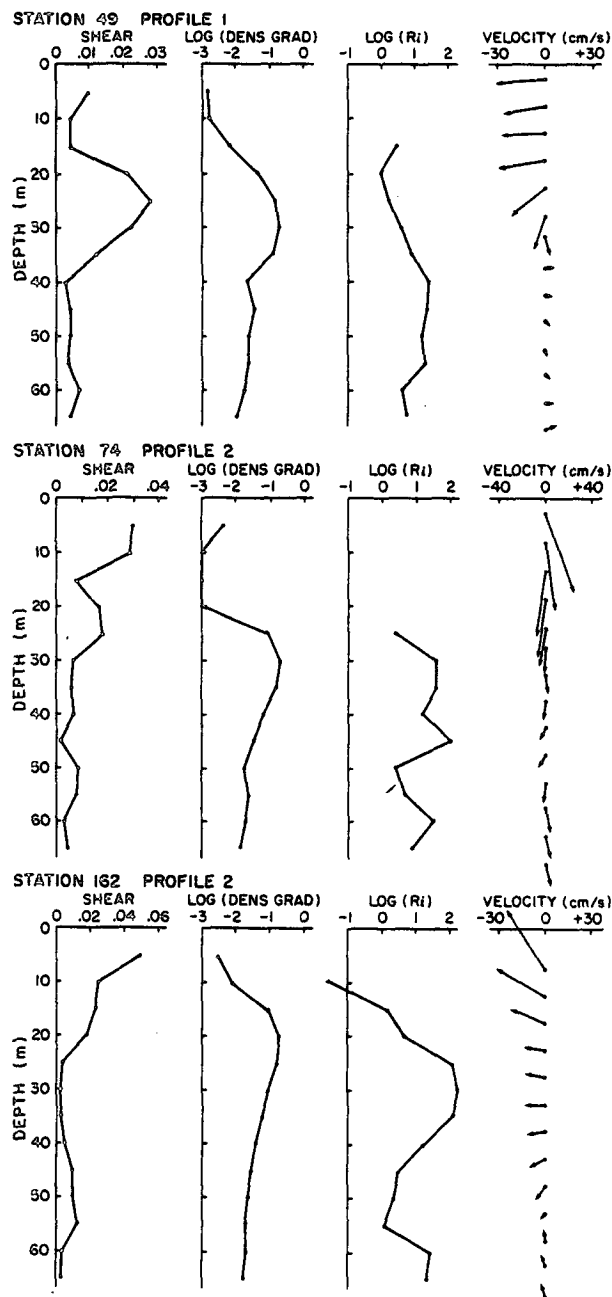 STATION 49 PROFILE 1
SHEAR LOG (DENS GRAD) LOG (Ri) VELOCITY (cm/s)
0 .01 .02 .03 -3 -2 -1 0 -1 0 1 2 -30 0 +30
0
10
20
30
40
50
60
DEPTH (m)
STATION 74 PROFILE 2
SHEAR LOG (DENS GRAD) LOG (Ri) VELOCITY (cm/s)
0 .01 .02 .03 .04 -3 -2 -1 0 -1 0 1 2 -40 0 +40
0
10
20
30
40
50
60
DEPTH (m)
STATION 162 PROFILE 2
SHEAR LOG (DENS GRAD) LOG (Ri) VELOCITY (cm/s)
0 .02 .04 .06 -3 -2 -1 0 -1 0 1 2 -30 0 +30
0
10
20
30
40
50
60
DEPTH (m)